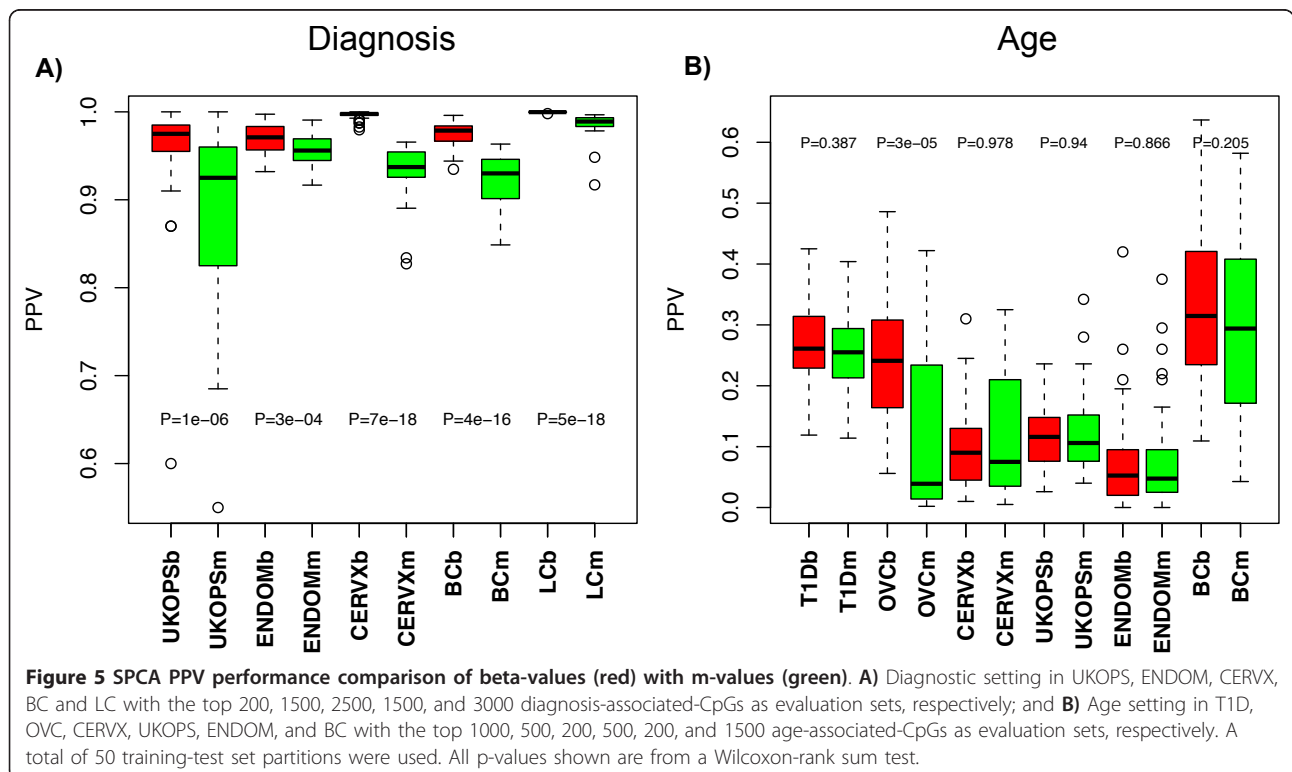 Diagnosis
Age
A)
B)
PPV
1.0
0.9
0.8
0.7
0.6
P=1e-06
P=3e-04
P=7e-18
P=4e-16
P=5e-18
UKOPSb
UKOPSm
ENDOMb
ENDOMm
CERVXb
CERVXm
BCb
BCm
LCb
LCm
PPV
0.6
0.5
0.4
0.3
0.2
0.1
0.0
P=0.387
P=3e-05
P=0.978
P=0.94
P=0.866
P=0.205
T1Db
T1Dm
OVCb
OVCm
CERVXb
CERVXm
UKOPSb
UKOPSm
ENDOMb
ENDOMm
BCb
BCm
Figure 5 SPCA PPV performance comparison of beta-values (red) with m-values (green). A) Diagnostic setting in UKOPS, ENDOM, CERVX,
BC and LC with the top 200, 1500, 2500, 1500, and 3000 diagnosis-associated-CpGs as evaluation sets, respectively; and B) Age setting in T1D,
OVC, CERVX, UKOPS, ENDOM, and BC with the top 1000, 500, 200, 500, 200, and 1500 age-associated-CpGs as evaluation sets, respectively. A
total of 50 training-test set partitions were used. All p-values shown are from a Wilcoxon-rank sum test.